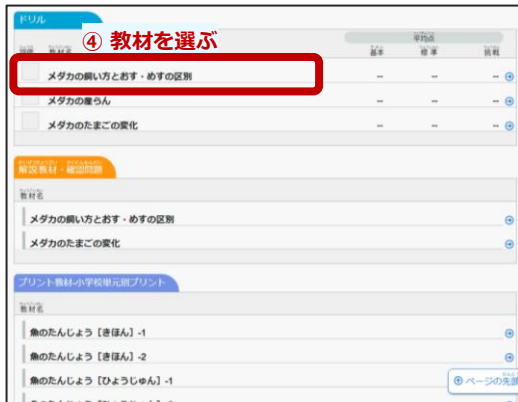 ドリル
④ 教材を選ぶ
平均点
評価 教材名 基本 標準 挑戦
メダカの飼い方とおす・めすの区別 -- -- --
メダカの産らん -- -- --
メダカのたまごの変化 -- -- --
解説教材・確認問題
教材名
メダカの飼い方とおす・めすの区別
メダカのたまごの変化
プリント教材-小学校単元別プリント
教材名
魚のたんじょう［きほん］-1
魚のたんじょう［きほん］-2
魚のたんじょう［ひょうじゅん］-1
ページの先頭